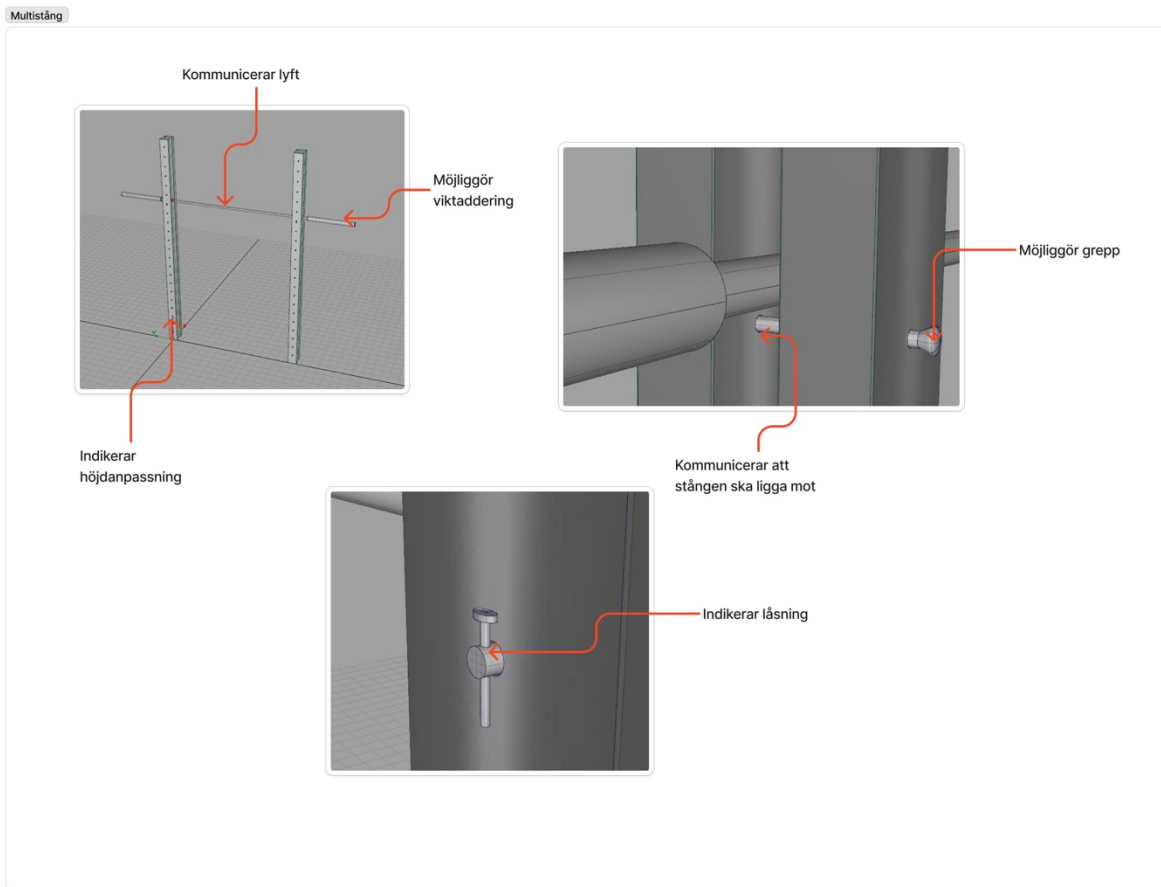 Multistång
Kommunicerar lyft
Möjliggör
viktaddering
Möjliggör grepp
Indikerar
höjdanpassning
Kommunicerar att
stången ska ligga mot
Indikerar låsning